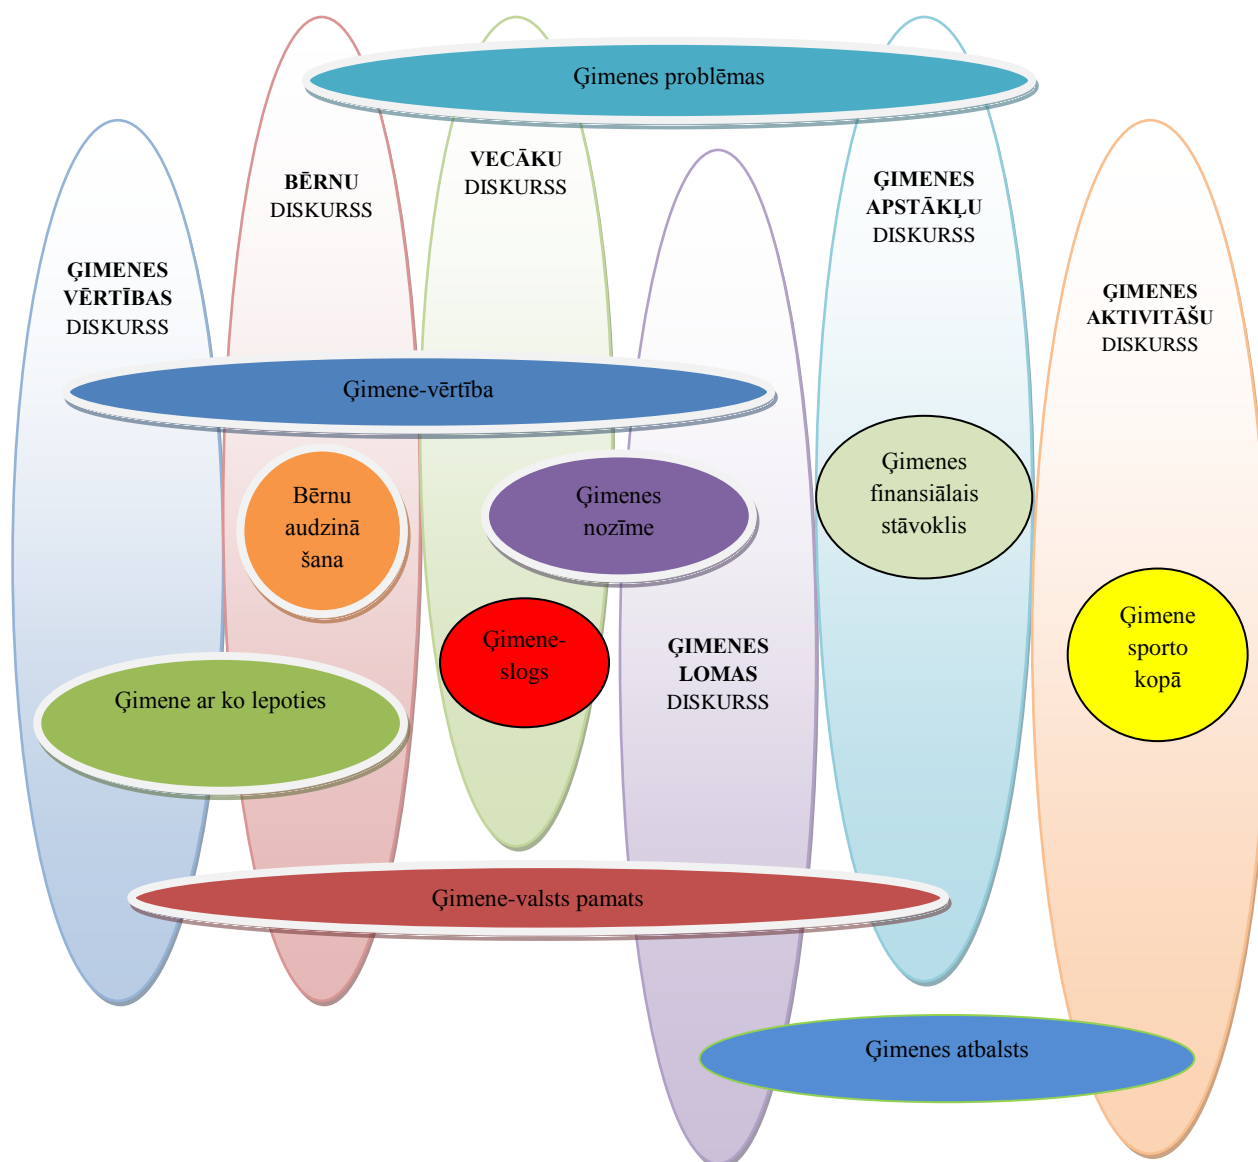 Ģimenes problēmas
VECĀKU
DISKURSS
BĒRNU
DISKURSS
ĢIMENES
APSTĀKĻU
DISKURSS
ĢIMENES
VĒRTĪBAS
DISKURSS
ĢIMENES
AKTIVITĀŠU
DISKURSS
Ģimene-vērtība
Bērnu
audzinā
šana
Ģimenes
nozīme
Ģimenes
finansiālais
stāvoklis
Ģimene-
slogs
ĢIMENES
LOMAS
DISKURSS
Ģimene
sporto
kopā
Ģimene ar ko lepoties
Ģimene-valsts pamats
Ģimenes atbalsts